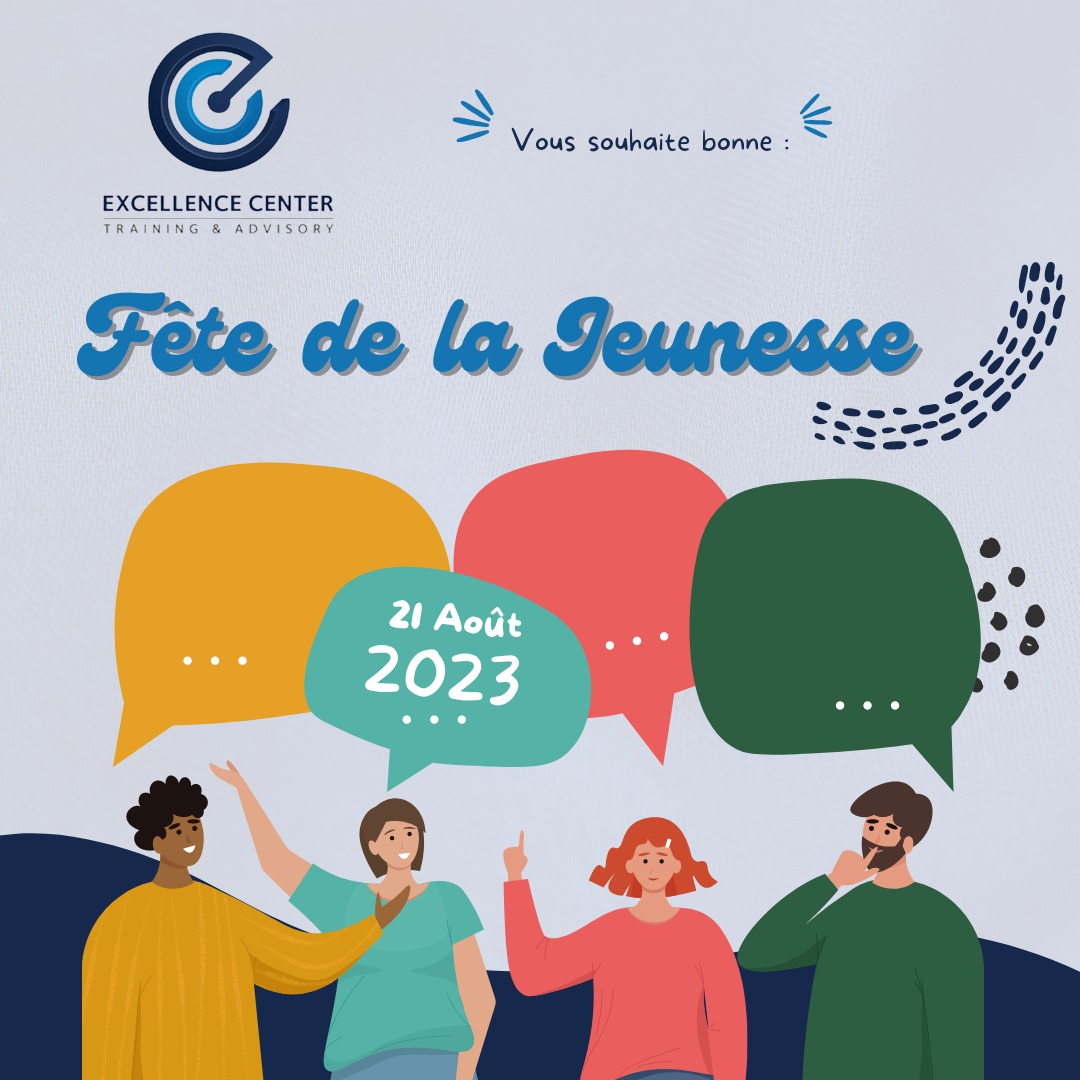 EXCELLENCE CENTER
TRAINING & ADVISORY
Vous souhaite bonne :
Fête de la Jeunesse
21 Août
2023